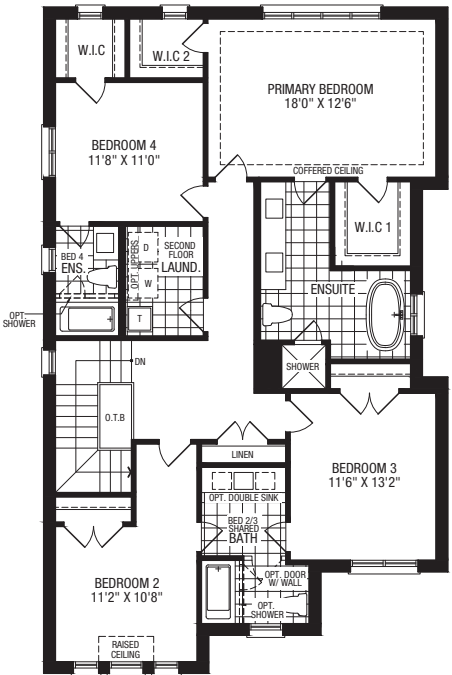 W.I.C
W.I.C 2
PRIMARY BEDROOM
18'0" X 12'6"
COFFERED CEILING
BEDROOM 4
11'8" X 11'0"
W.I.C 1
BED 4
ENS.
OPT. UPPERS
D
W
T
SECOND
FLOOR
LAUND.
ENSUITE
OPT.
SHOWER
SHOWER
DN
O.T.B
LINEN
BEDROOM 3
11'6" X 13'2"
OPT. DOUBLE SINK
BED 2/3
SHARED
BATH
OPT. DOOR
W/ WALL
OPT.
SHOWER
BEDROOM 2
11'2" X 10'8"
RAISED
CEILING